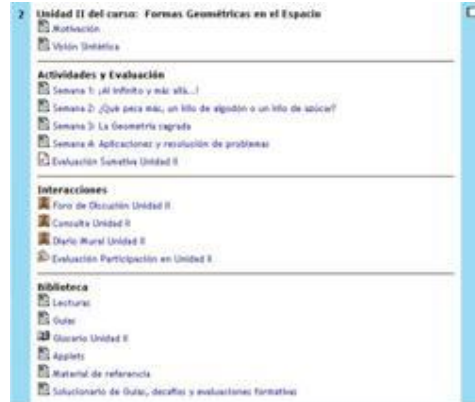 2 Unidad II del curso: Formas Geométricas en el Espacio
Motivación
Visión Sintética
Actividades y Evaluación
Semana 1: ¡Al infinito y más allá...!
Semana 2: ¿Qué pesa más, un kilo de algodón o un kilo de azúcar?
Semana 3: La Geometría sagrada
Semana 4: Aplicaciones y resolución de problemas
Evaluación Sumativa Unidad II
Interacciones
Foro de Discusión Unidad II
Consulta Unidad II
Diario Mural Unidad II
Evaluación Participación en Unidad II
Biblioteca
Lecturas
Guías
Glosario Unidad II
Applets
Material de referencia
Solucionario de Guías, desafíos y evaluaciones formativas